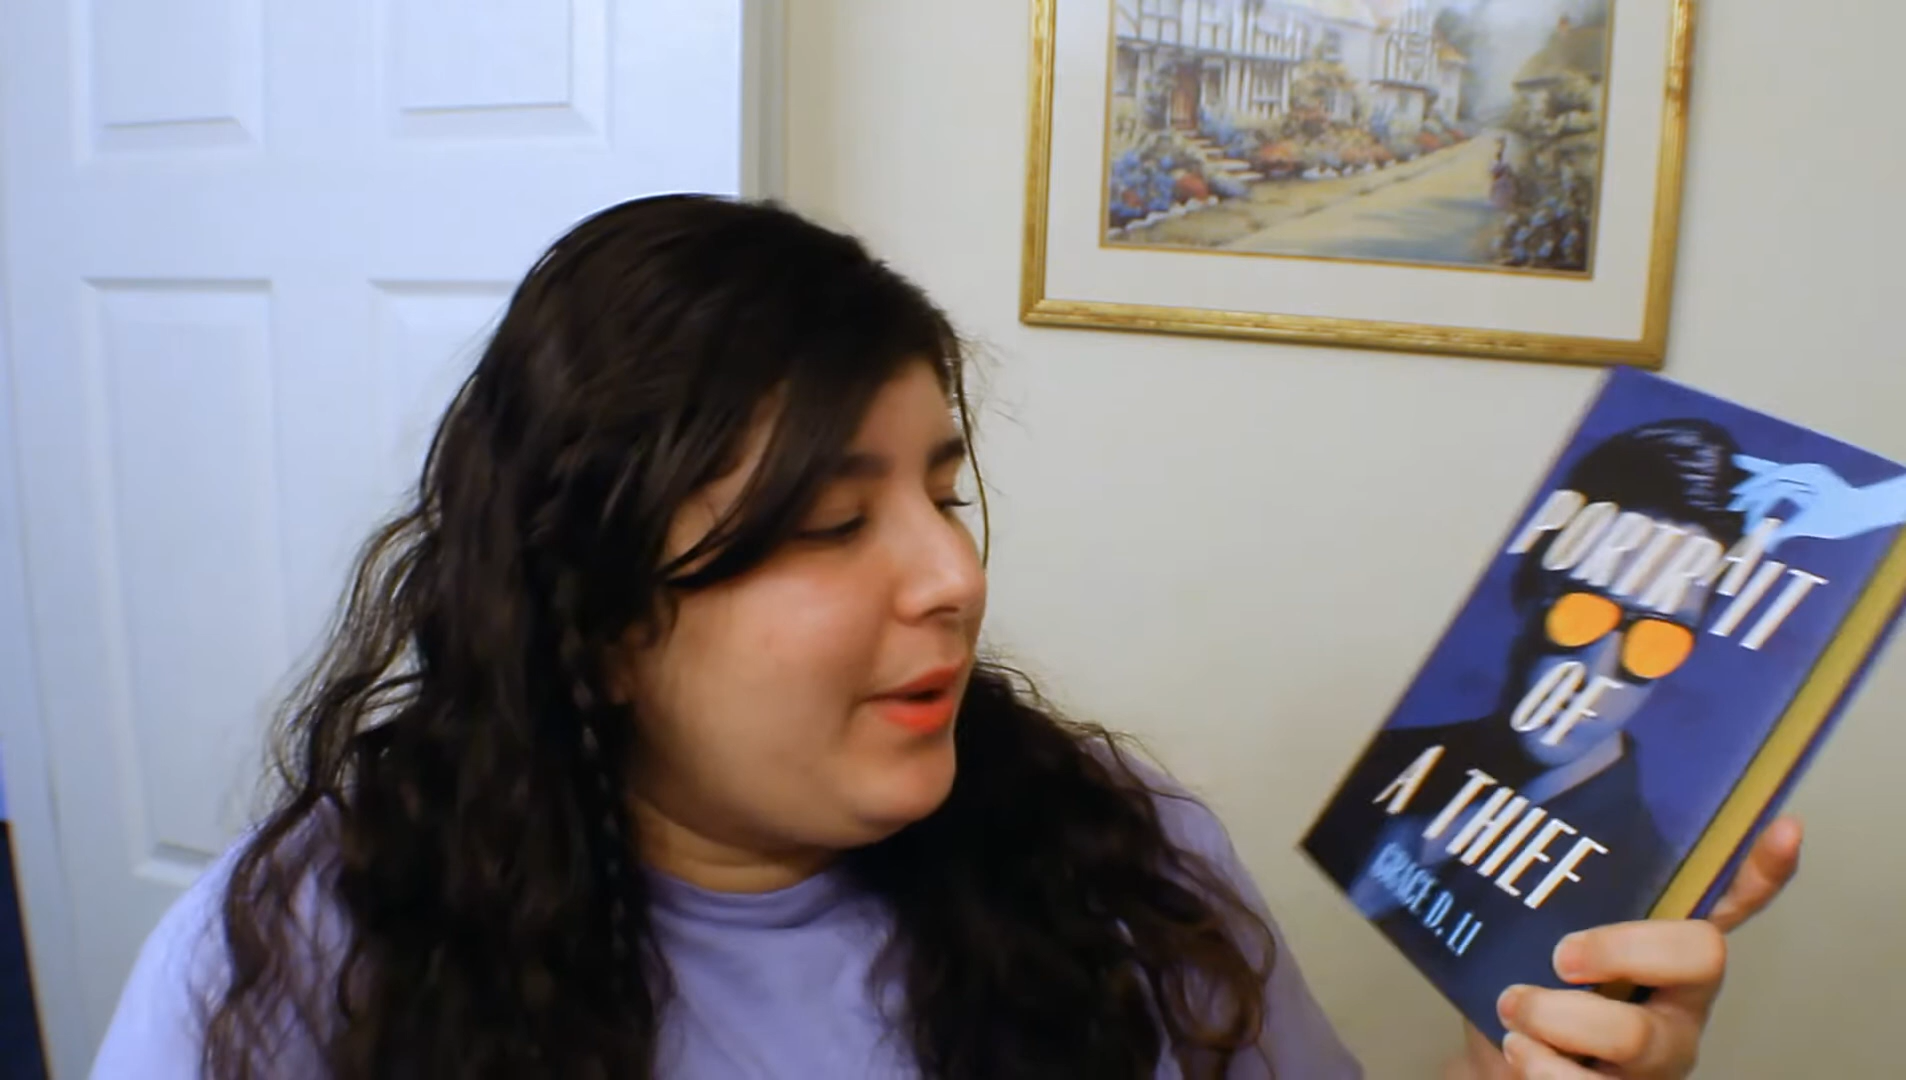 A
PORTRAIT
OF
A THIEF
GRACE D. LI